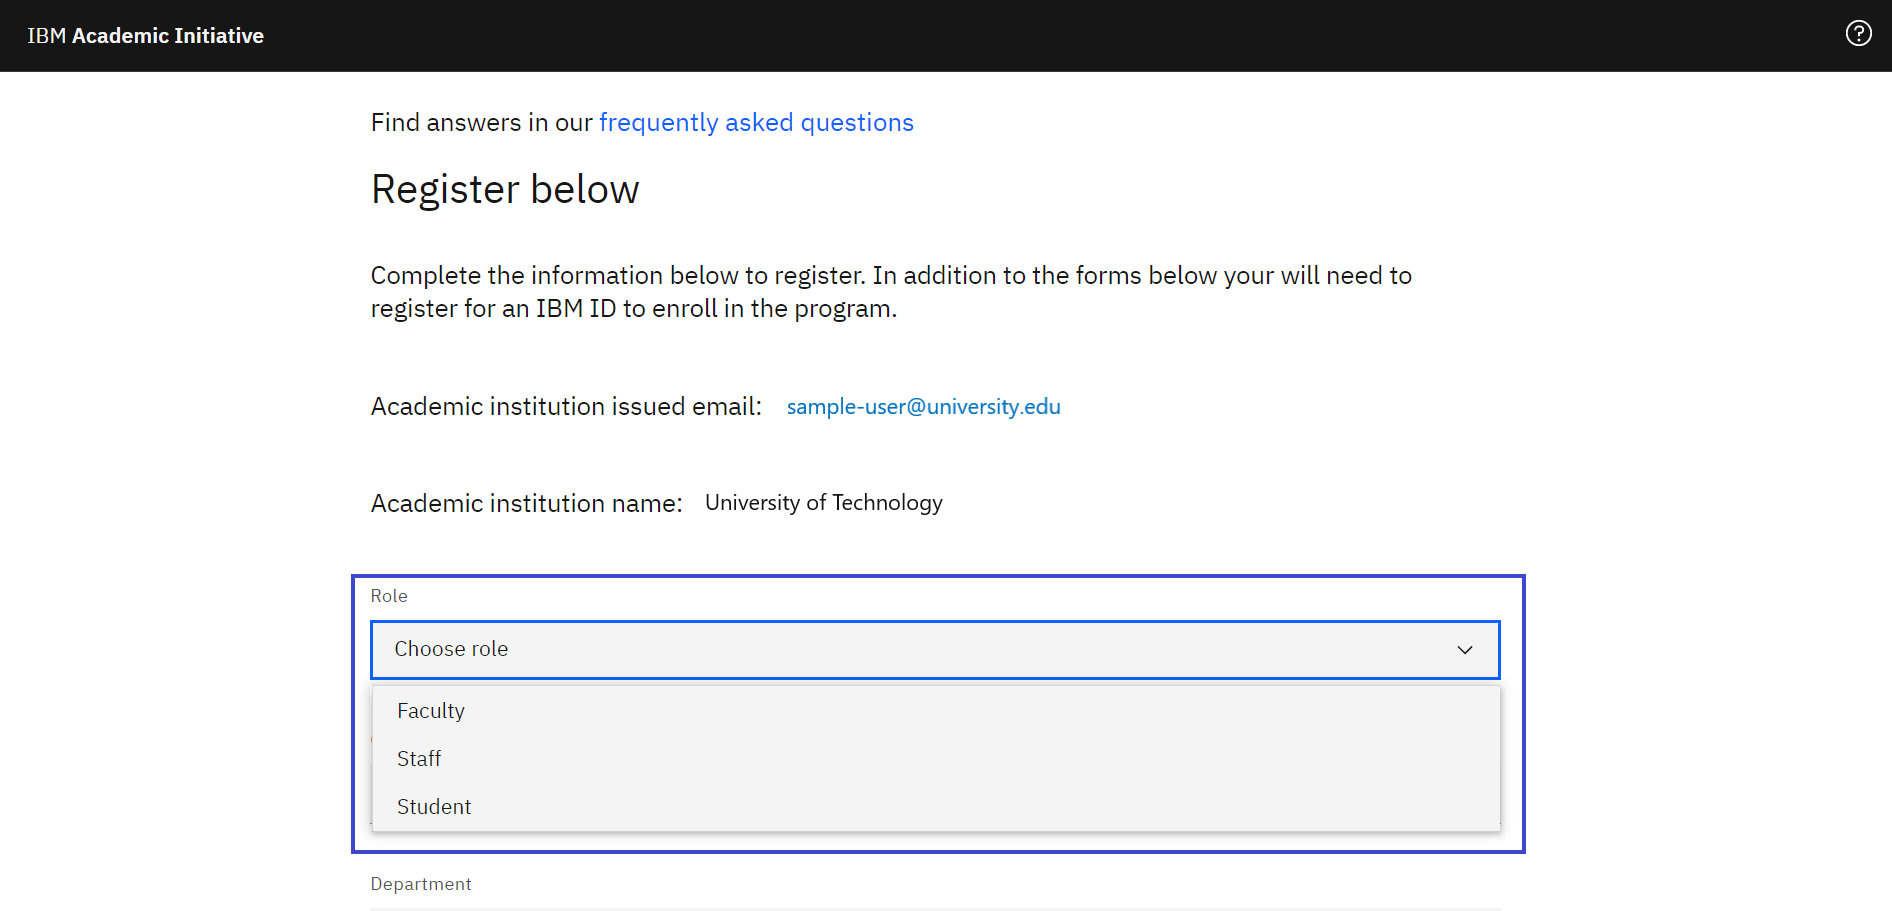 IBM Academic Initiative
Find answers in our frequently asked questions
Register below
Complete the information below to register. In addition to the forms below your will need to
register for an IBM ID to enroll in the program.
Academic institution issued email: sample-user@university.edu
Academic institution name: University of Technology
Role
Choose role
Faculty
Staff
Student
Department